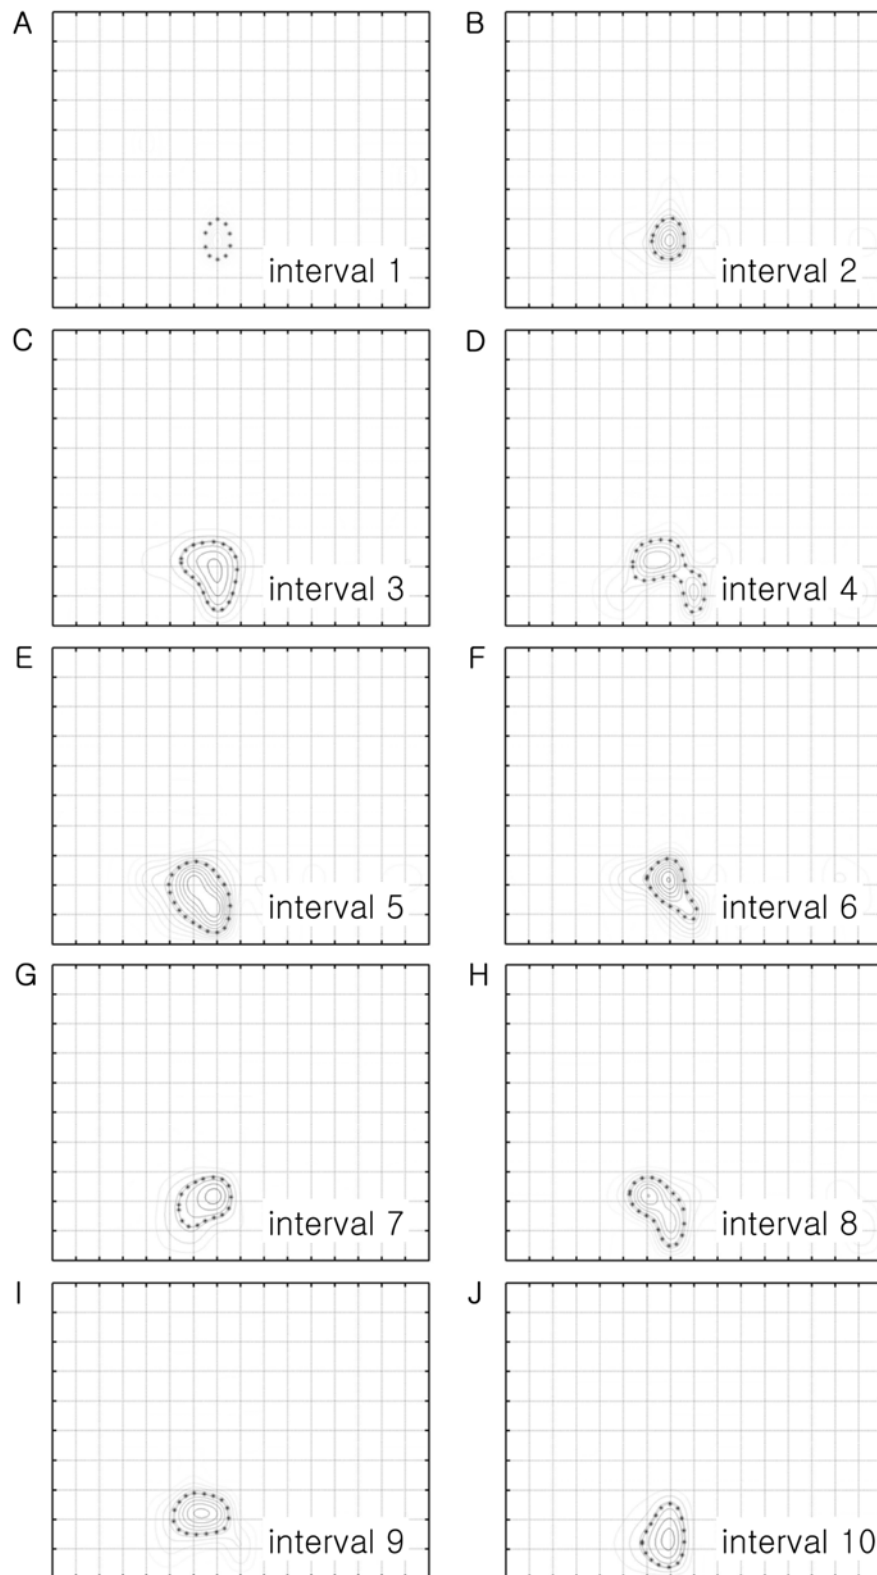 A
B
interval 1
interval 2
C
D
interval 3
interval 4
E
F
interval 5
interval 6
G
H
interval 7
interval 8
I
J
interval 9
interval 10